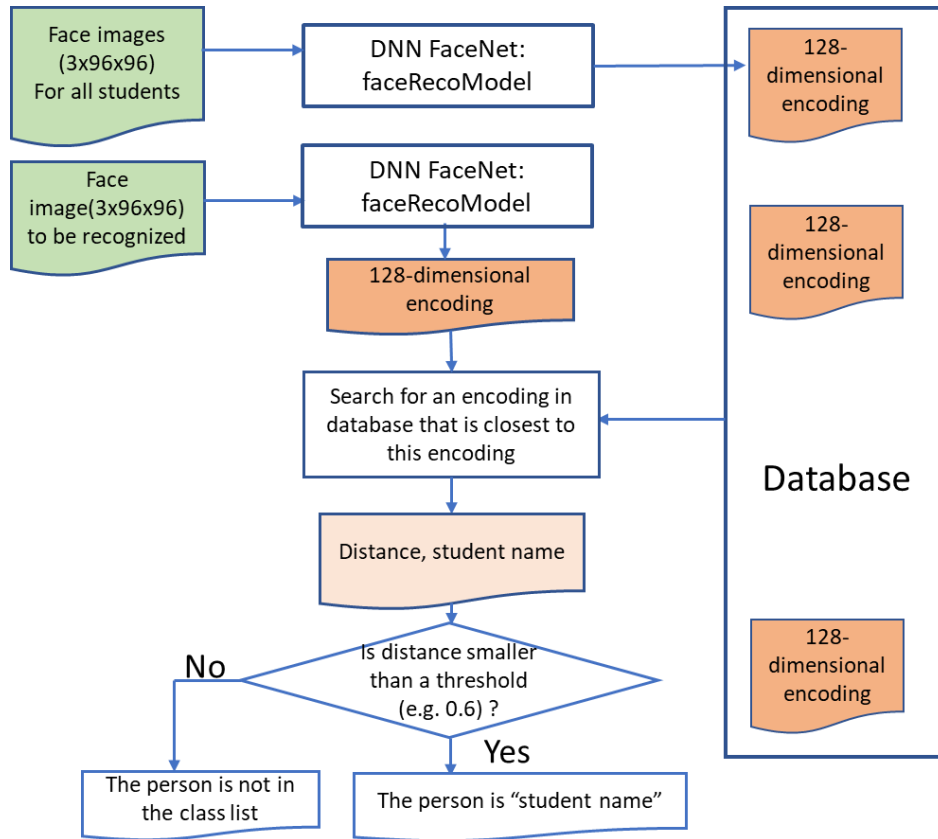 Face images
(3x96x96)
For all students
DNN FaceNet:
faceRecoModel
128-
dimensional
encoding
Face
image(3x96x96)
to be recognized
DNN FaceNet:
faceRecoModel
128-
dimensional
encoding
128-dimensional
encoding
Search for an encoding in
database that is closest to
this encoding
Database
Distance, student name
128-
dimensional
encoding
Is distance smaller
than a threshold
(e.g. 0.6) ?
No
Yes
The person is not in
the class list
The person is “student name”